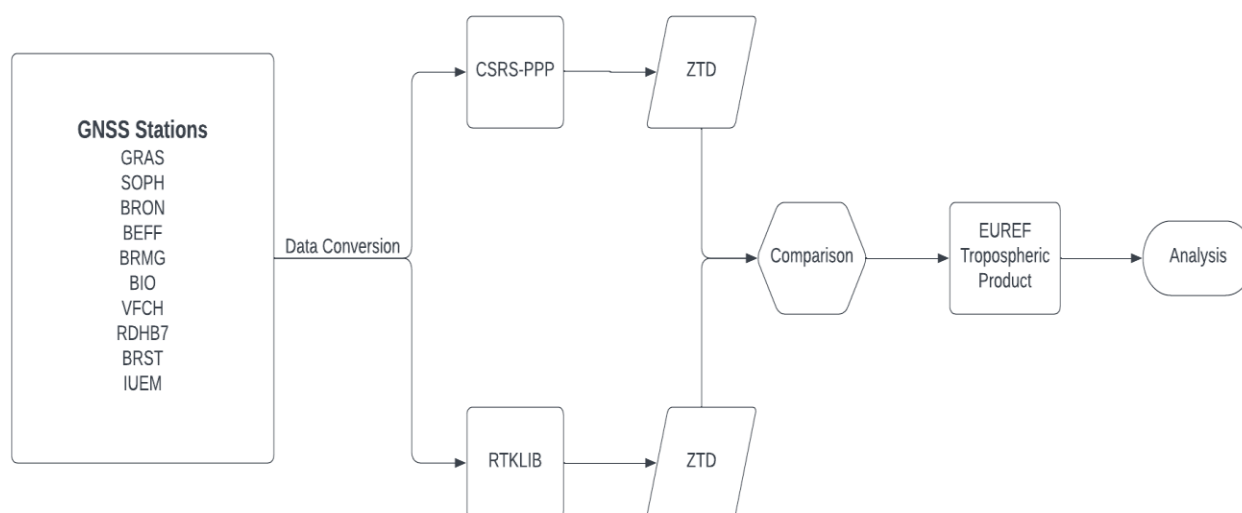 GNSS Stations
GRAS
SOPH
BRON
BEFF
BRMG
BIO
VFCH
RDHB7
BRST
IUEM
Data Conversion
CSRS-PPP
ZTD
RTKLIB
ZTD
Comparison
EUREF
Tropospheric
Product
Analysis